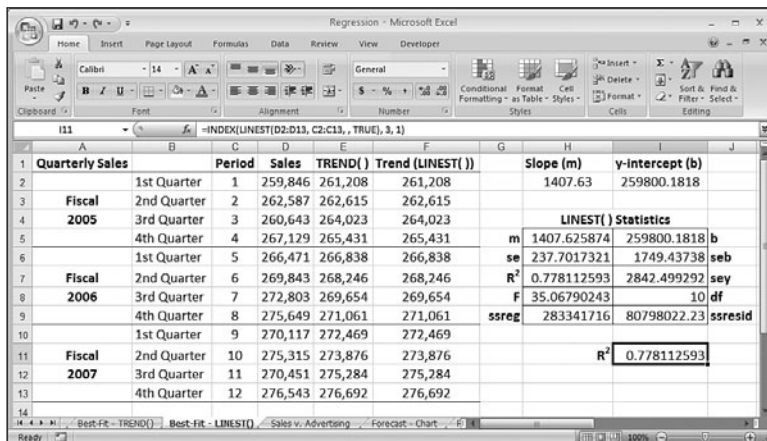 Regression - Microsoft Excel
Home Insert Page Layout Formulas Data Review View Developer
Paste
Calibri 14 A A
B I U A
General
$ % ,
Conditional Formatting Format as Table Cell Styles
Insert
Delete
Format
Sort & Filter Find & Select
Clipboard Font Alignment Number Styles Cells Editing
I11 fx =INDEX(LINEST(D2:D13, C2:C13, , TRUE), 3, 1)
A B C D E F G H I J
1 Quarterly Sales Period Sales TREND( ) Trend (LINEST( )) Slope (m) y-intercept (b)
2 1st Quarter 1 259,846 261,208 261,208 1407.63 259800.1818
3 Fiscal 2nd Quarter 2 262,587 262,615 262,615
4 2005 3rd Quarter 3 260,643 264,023 264,023 LINEST( ) Statistics
5 4th Quarter 4 267,129 265,431 265,431 m 1407.625874 259800.1818 b
6 1st Quarter 5 266,471 266,838 266,838 se 237.7017321 1749.43738 seb
7 Fiscal 2nd Quarter 6 269,843 268,246 268,246 R² 0.778112593 2842.499292 sey
8 2006 3rd Quarter 7 272,803 269,654 269,654 F 35.06790243 10 df
9 4th Quarter 8 275,649 271,061 271,061 ssreg 283341716 80798022.23 ssresid
10 1st Quarter 9 270,117 272,469 272,469
11 Fiscal 2nd Quarter 10 275,315 273,876 273,876 R² 0.778112593
12 2007 3rd Quarter 11 270,451 275,284 275,284
13 4th Quarter 12 276,543 276,692 276,692
14
Best-Fit - TREND() Best-Fit - LINEST() Sales v. Advertising Forecast - Chart
Ready 100%